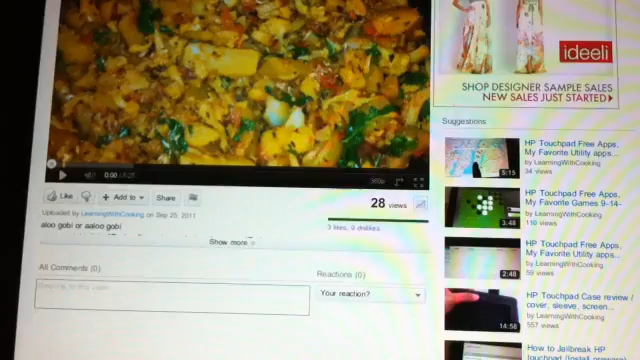 ideeli
SHOP DESIGNER SAMPLE SALES
NEW SALES JUST STARTED
Suggestions
HP Touchpad Free Apps,
My Favorite Utility apps...
by LearningWithCooking
34 views
5:15
HP Touchpad Free Apps,
My Favorite Games 9-14-
by LearningWithCooking
110 views
3:48
HP Touchpad Free Apps,
My Favorite Utility apps...
by LearningWithCooking
59 views
2:48
HP Touchpad Case review /
cover, sleeve, screen...
by LearningWithCooking
557 views
14:58
How to Jailbreak HP
360p
Like
Add to
Share
28 views
Uploaded by LearningWithCooking on Sep 25, 2011
3 likes, 0 dislikes
aloo gobi or aaloo gobi
Show more
All Comments (0)
Reactions (0)
Your reaction?